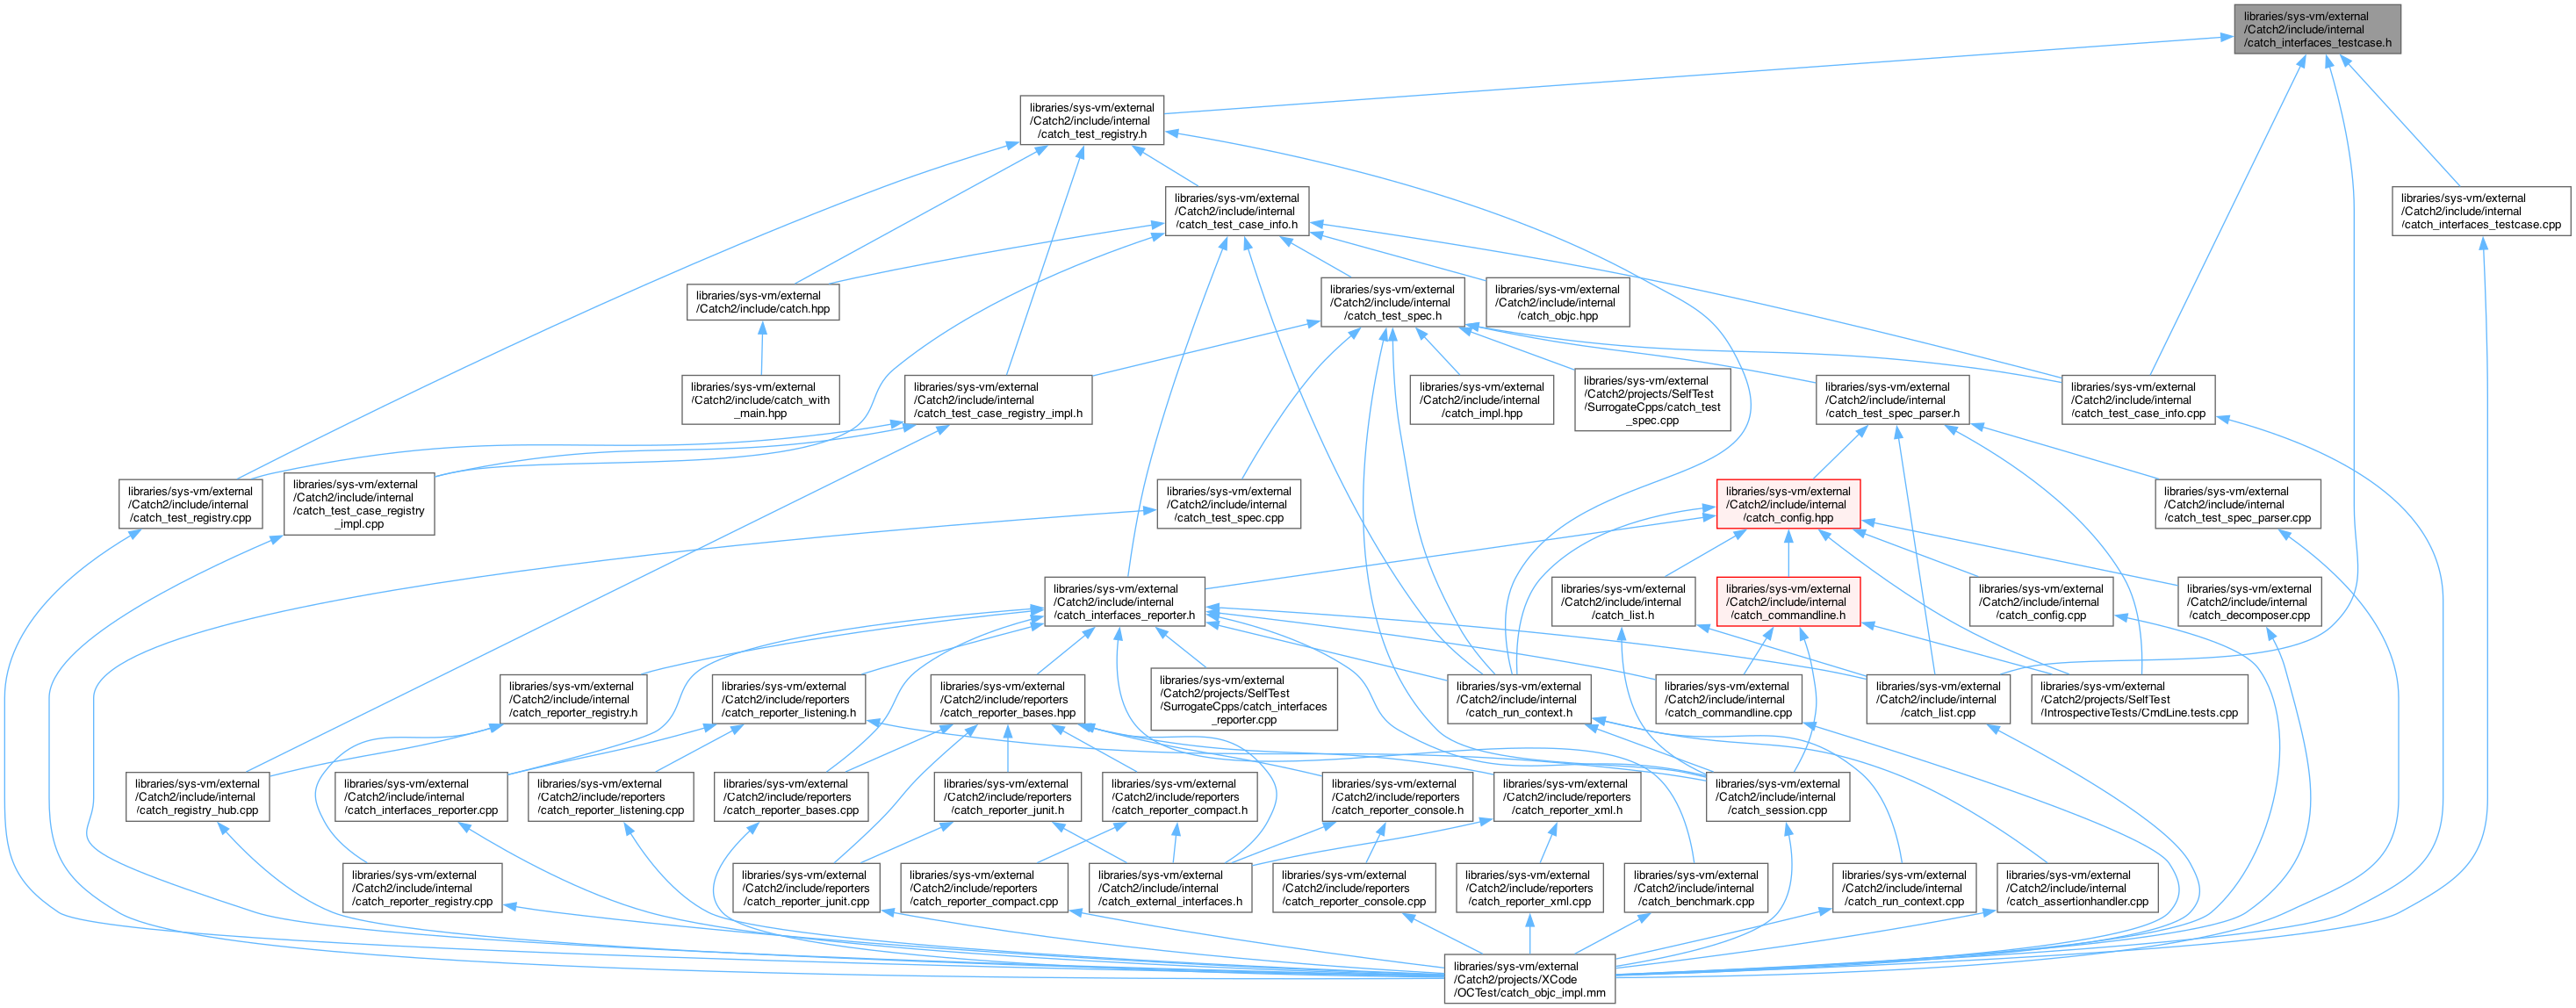 libraries/sys-vm/external
/Catch2/include/internal
/catch_interfaces_testcase.h
libraries/sys-vm/external
/Catch2/include/internal
/catch_test_registry.h
libraries/sys-vm/external
/Catch2/include/internal
/catch_test_case_info.h
libraries/sys-vm/external
/Catch2/include/internal
/catch_interfaces_testcase.cpp
libraries/sys-vm/external
/Catch2/include/catch.hpp
libraries/sys-vm/external
/Catch2/include/internal
/catch_test_spec.h
libraries/sys-vm/external
/Catch2/include/internal
/catch_objc.hpp
libraries/sys-vm/external
/Catch2/include/catch_with
_main.hpp
libraries/sys-vm/external
/Catch2/include/internal
/catch_test_case_registry_impl.h
libraries/sys-vm/external
/Catch2/include/internal
/catch_impl.hpp
libraries/sys-vm/external
/Catch2/projects/SelfTest
/SurrogateCpps/catch_test
_spec.cpp
libraries/sys-vm/external
/Catch2/include/internal
/catch_test_spec_parser.h
libraries/sys-vm/external
/Catch2/include/internal
/catch_test_case_info.cpp
libraries/sys-vm/external
/Catch2/include/internal
/catch_test_registry.cpp
libraries/sys-vm/external
/Catch2/include/internal
/catch_test_case_registry
_impl.cpp
libraries/sys-vm/external
/Catch2/include/internal
/catch_test_spec.cpp
libraries/sys-vm/external
/Catch2/include/internal
/catch_config.hpp
libraries/sys-vm/external
/Catch2/include/internal
/catch_test_spec_parser.cpp
libraries/sys-vm/external
/Catch2/include/internal
/catch_interfaces_reporter.h
libraries/sys-vm/external
/Catch2/include/internal
/catch_list.h
libraries/sys-vm/external
/Catch2/include/internal
/catch_commandline.h
libraries/sys-vm/external
/Catch2/include/internal
/catch_config.cpp
libraries/sys-vm/external
/Catch2/include/internal
/catch_decomposer.cpp
libraries/sys-vm/external
/Catch2/include/internal
/catch_reporter_registry.h
libraries/sys-vm/external
/Catch2/include/reporters
/catch_reporter_listening.h
libraries/sys-vm/external
/Catch2/include/reporters
/catch_reporter_bases.hpp
libraries/sys-vm/external
/Catch2/projects/SelfTest
/SurrogateCpps/catch_interfaces
_reporter.cpp
libraries/sys-vm/external
/Catch2/include/internal
/catch_run_context.h
libraries/sys-vm/external
/Catch2/include/internal
/catch_commandline.cpp
libraries/sys-vm/external
/Catch2/include/internal
/catch_list.cpp
libraries/sys-vm/external
/Catch2/projects/SelfTest
/IntrospectiveTests/CmdLine.tests.cpp
libraries/sys-vm/external
/Catch2/include/internal
/catch_registry_hub.cpp
libraries/sys-vm/external
/Catch2/include/internal
/catch_interfaces_reporter.cpp
libraries/sys-vm/external
/Catch2/include/reporters
/catch_reporter_listening.cpp
libraries/sys-vm/external
/Catch2/include/reporters
/catch_reporter_bases.cpp
libraries/sys-vm/external
/Catch2/include/reporters
/catch_reporter_junit.h
libraries/sys-vm/external
/Catch2/include/reporters
/catch_reporter_compact.h
libraries/sys-vm/external
/Catch2/include/reporters
/catch_reporter_console.h
libraries/sys-vm/external
/Catch2/include/reporters
/catch_reporter_xml.h
libraries/sys-vm/external
/Catch2/include/internal
/catch_session.cpp
libraries/sys-vm/external
/Catch2/include/internal
/catch_reporter_registry.cpp
libraries/sys-vm/external
/Catch2/include/reporters
/catch_reporter_junit.cpp
libraries/sys-vm/external
/Catch2/include/reporters
/catch_reporter_compact.cpp
libraries/sys-vm/external
/Catch2/include/internal
/catch_external_interfaces.h
libraries/sys-vm/external
/Catch2/include/reporters
/catch_reporter_console.cpp
libraries/sys-vm/external
/Catch2/include/reporters
/catch_reporter_xml.cpp
libraries/sys-vm/external
/Catch2/include/internal
/catch_benchmark.cpp
libraries/sys-vm/external
/Catch2/include/internal
/catch_run_context.cpp
libraries/sys-vm/external
/Catch2/include/internal
/catch_assertionhandler.cpp
libraries/sys-vm/external
/Catch2/projects/XCode
/OCTest/catch_objc_impl.mm